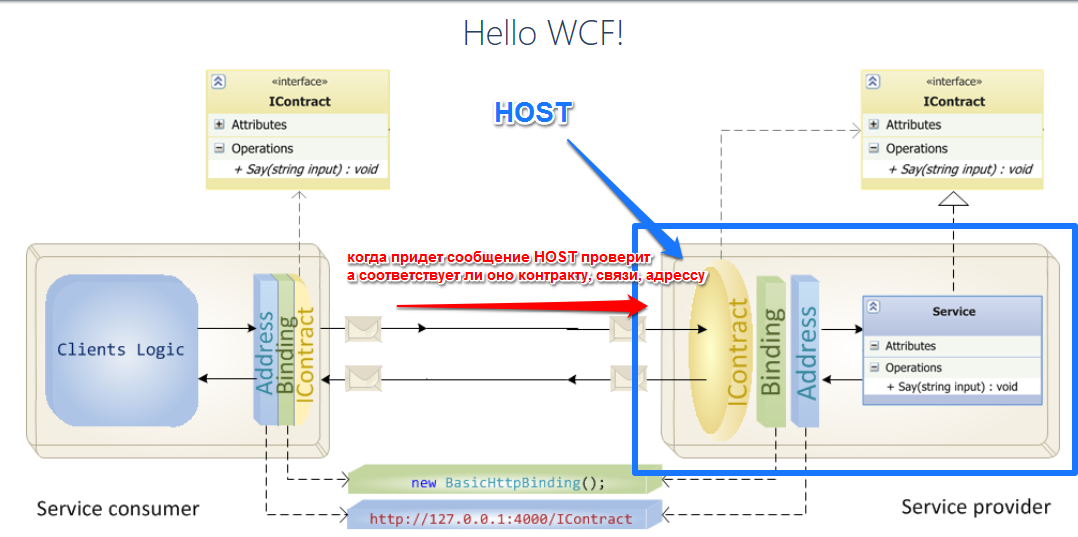 Hello WCF!
«interface»
IContract
Attributes
Operations
+ Say(string input) : void
HOST
«interface»
IContract
Attributes
Operations
+ Say(string input) : void
когда придет сообщение HOST проверит
а соответствует ли оно контракту, связи, адрессу
Clients Logic
Address
Binding
IContract
IContract
Binding
Address
Service
Attributes
Operations
+ Say(string input) : void
new BasicHttpBinding();
http://127.0.0.1:4000/IContract
Service consumer
Service provider